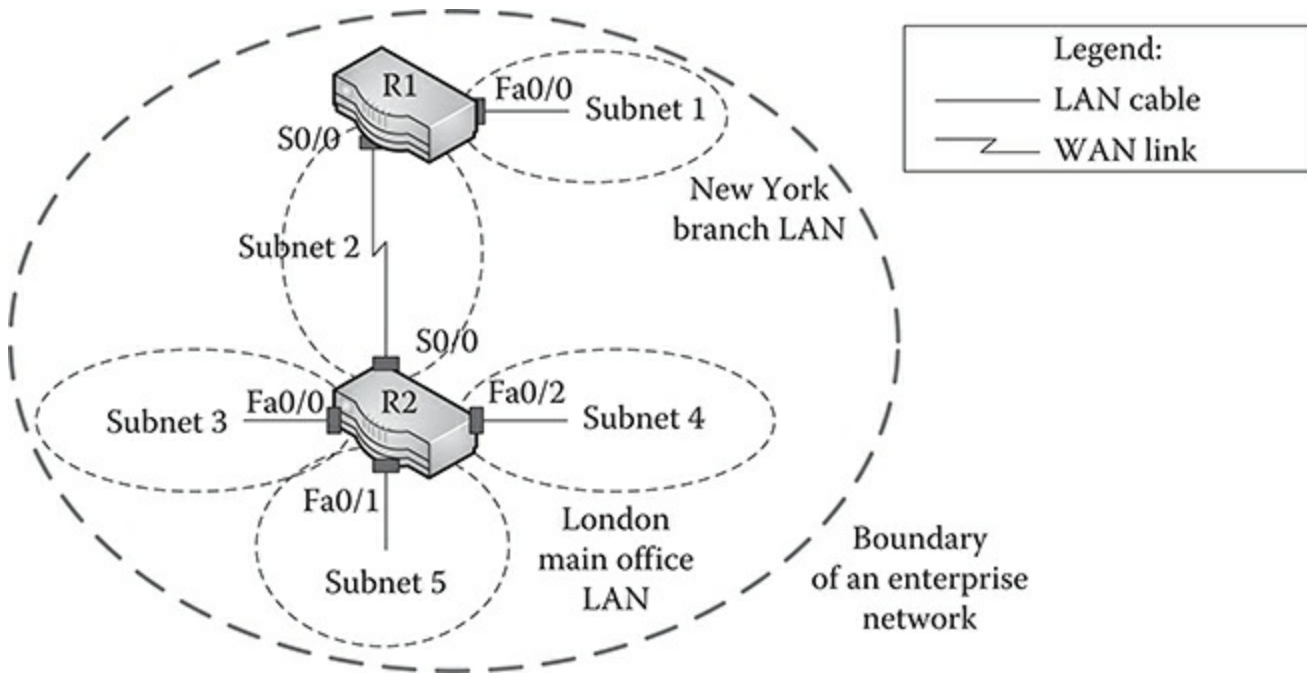 Legend:
LAN cable
WAN link
R1
Fa0/0
Subnet 1
S0/0
New York
branch LAN
Subnet 2
S0/0
R2
Fa0/0
Subnet 3
Fa0/2
Subnet 4
Fa0/1
Subnet 5
London
main office
LAN
Boundary
of an enterprise
network